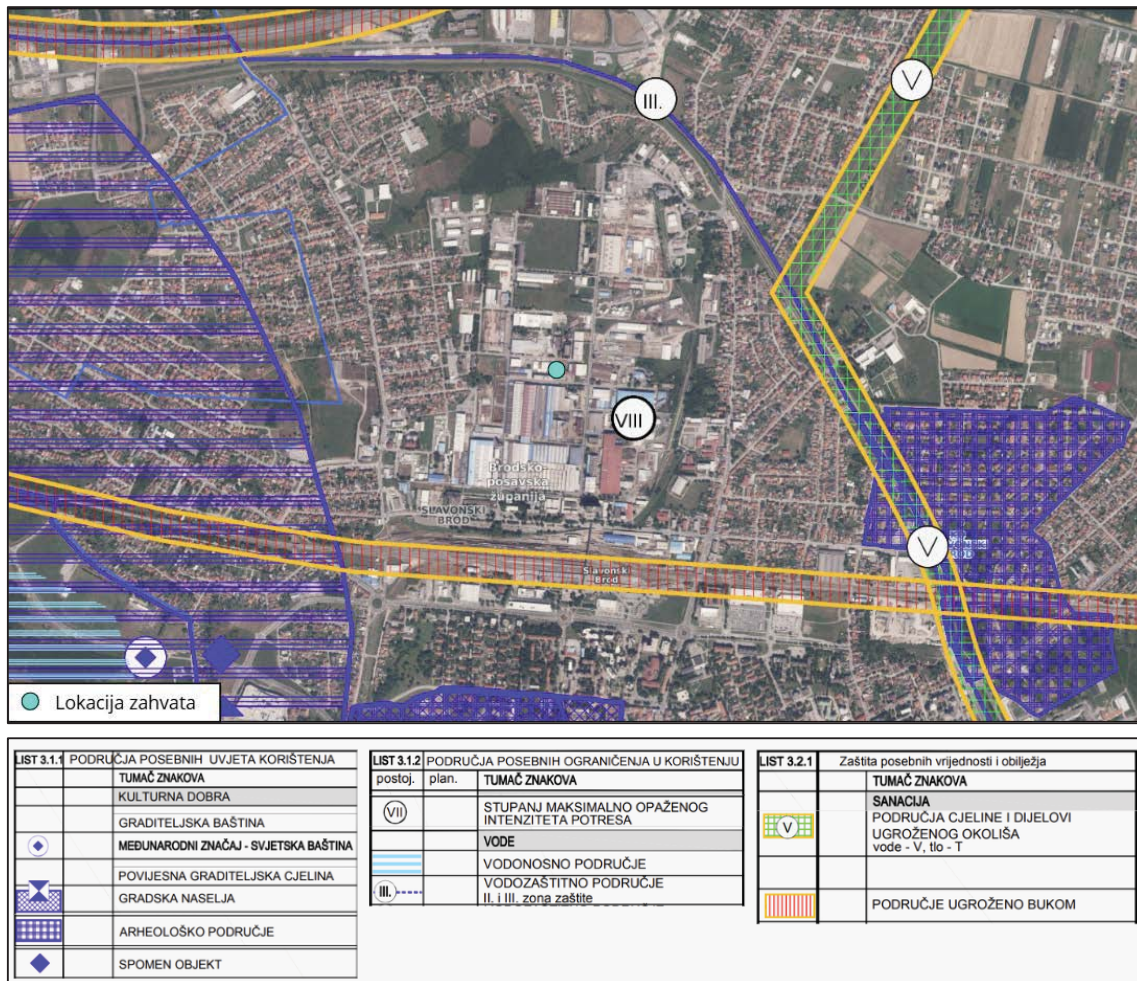 III.
V
VIII
Brodsko-
posavska
županija
SLAVONSKI
BROD
V
Slavonski
Brod
Lokacija zahvata
LIST 3.1.1 PODRUČJA POSEBNIH UVJETA KORIŠTENJA
TUMAČ ZNAKOVA
KULTURNA DOBRA
GRADITELJSKA BAŠTINA
MEĐUNARODNI ZNAČAJ - SVJETSKA BAŠTINA
POVIJESNA GRADITELJSKA CJELINA
GRADSKA NASELJA
ARHEOLOŠKO PODRUČJE
SPOMEN OBJEKT
LIST 3.1.2 PODRUČJA POSEBNIH OGRANIČENJA U KORIŠTENJU
postoj. plan. TUMAČ ZNAKOVA
VII STUPANJ MAKSIMALNO OPAŽENOG
INTENZITETA POTRESA
VODE
VODONOSNO PODRUČJE
III. VODOZAŠTITNO PODRUČJE
II. i III. zona zaštite
LIST 3.2.1 Zaštita posebnih vrijednosti i obilježja
TUMAČ ZNAKOVA
SANACIJA
V PODRUČJA CJELINE I DIJELOVI
UGROŽENOG OKOLIŠA
vode - V, tlo - T
PODRUČJE UGROŽENO BUKOM